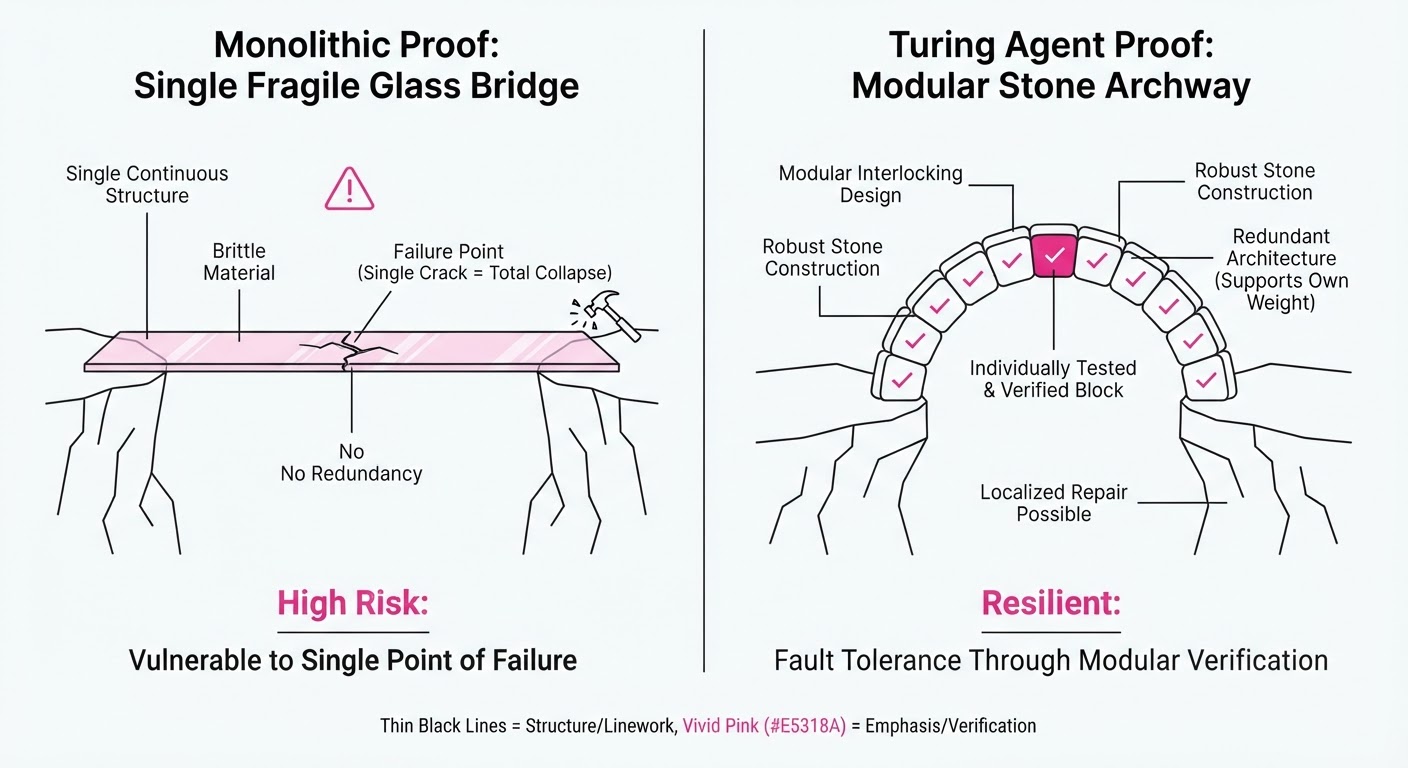 Monolithic Proof:
Single Fragile Glass Bridge
Single Continuous
Structure
Brittle
Material
Failure Point
(Single Crack = Total Collapse)
No
No Redundancy
High Risk:
Vulnerable to Single Point of Failure
Turing Agent Proof:
Modular Stone Archway
Modular Interlocking
Design
Robust Stone
Construction
Robust Stone
Construction
Redundant
Architecture
(Supports Own
Weight)
Individually Tested
& Verified Block
Localized Repair
Possible
Resilient:
Fault Tolerance Through Modular Verification
Thin Black Lines = Structure/Linework, Vivid Pink (#E5318A) = Emphasis/Verification